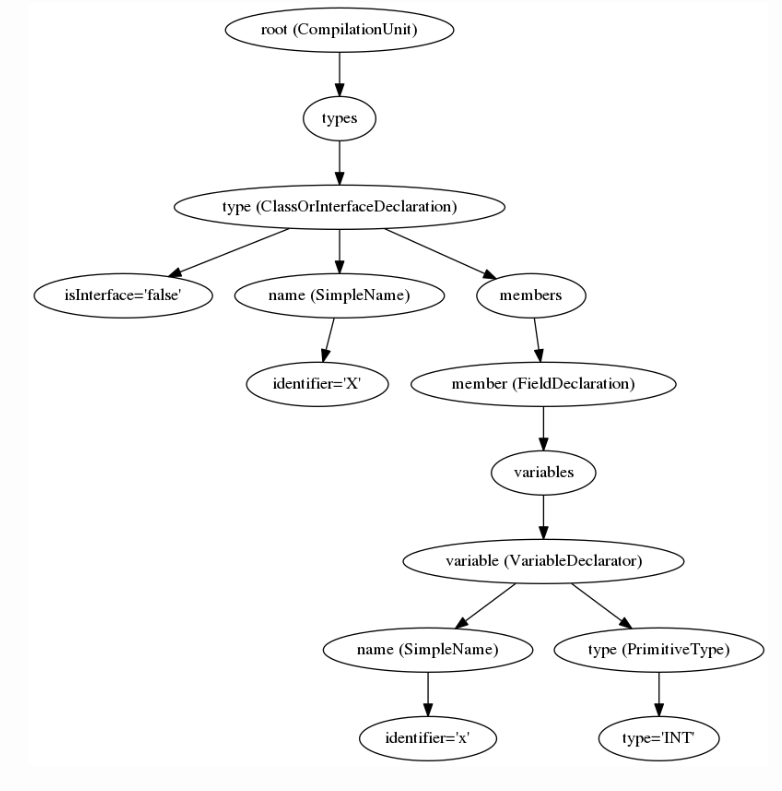 root (CompilationUnit)
types
type (ClassOrInterfaceDeclaration)
isInterface='false'
name (SimpleName)
members
identifier='X'
member (FieldDeclaration)
variables
variable (VariableDeclarator)
name (SimpleName)
type (PrimitiveType)
identifier='x'
type='INT'